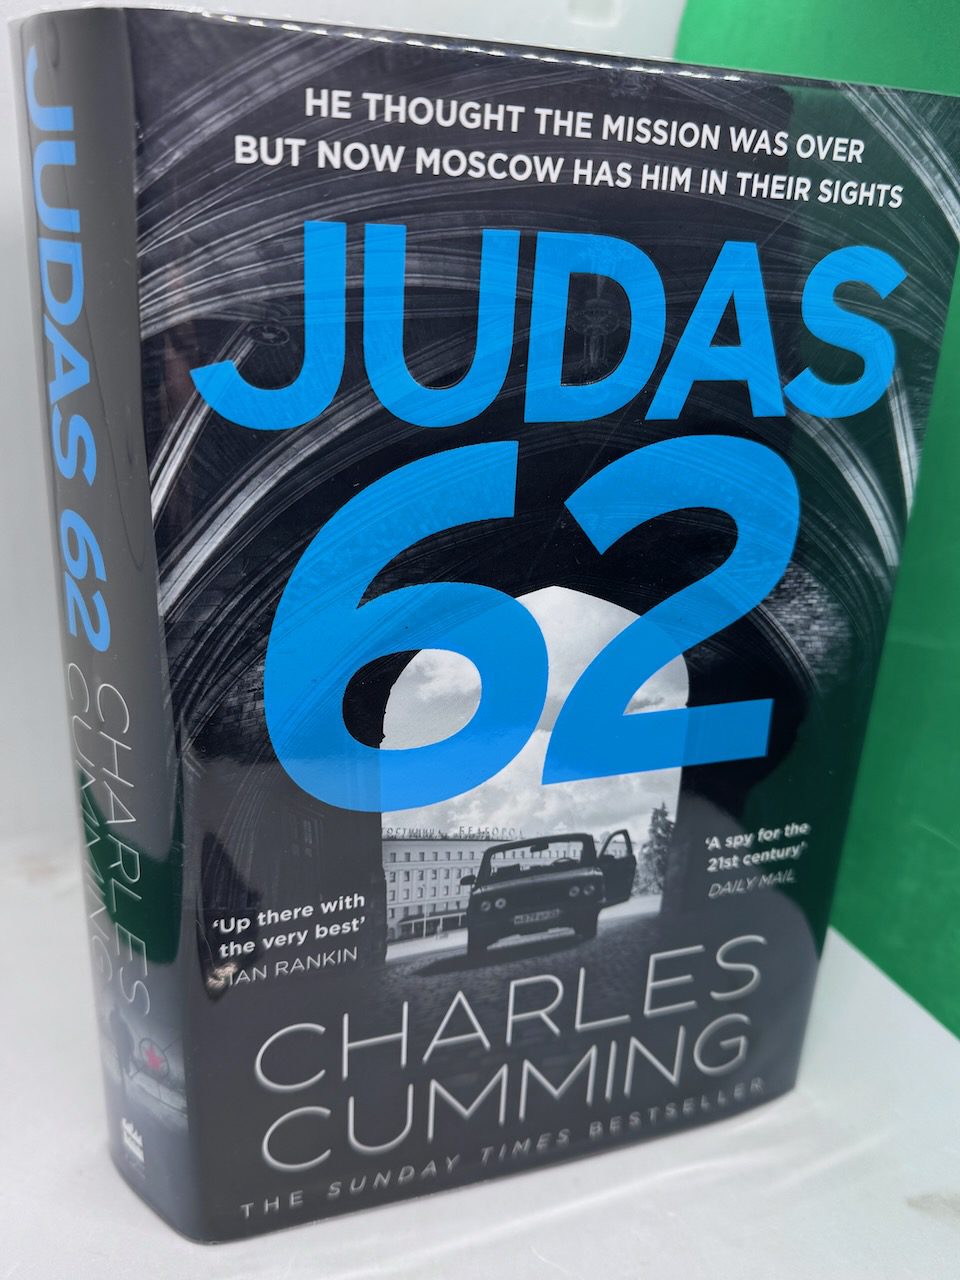 HE THOUGHT THE MISSION WAS OVER
BUT NOW MOSCOW HAS HIM IN THEIR SIGHTS
JUDAS
62
'Up there with
the very best'
IAN RANKIN
'A spy for the
21st century'
DAILY MAIL
CHARLES
CUMMING
THE SUNDAY TIMES BESTSELLER
JUDAS 62
CHARLES
CUMMING